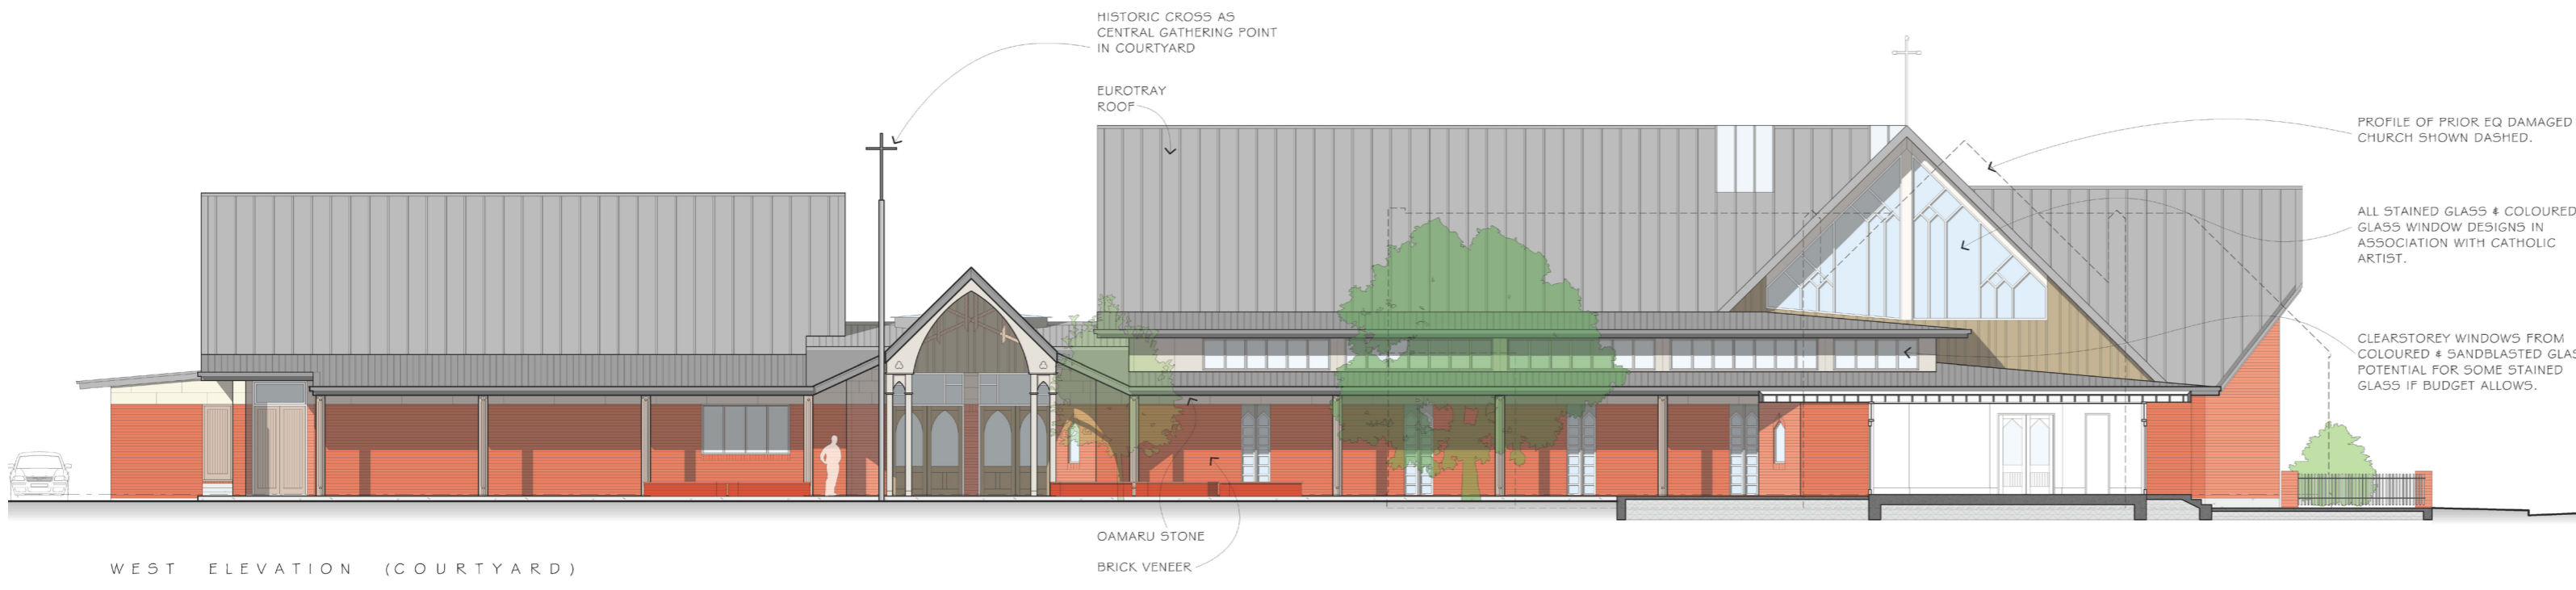 HISTORIC CROSS AS
CENTRAL GATHERING POINT
IN COURTYARD
EUROTRAY
ROOF
PROFILE OF PRIOR EQ DAMAGED
CHURCH SHOWN DASHED.
ALL STAINED GLASS & COLOURED
GLASS WINDOW DESIGNS IN
ASSOCIATION WITH CATHOLIC
ARTIST.
CLEARSTOREY WINDOWS FROM
COLOURED & SANDBLASTED GLAS
POTENTIAL FOR SOME STAINED
GLASS IF BUDGET ALLOWS.
OAMARU STONE
BRICK VENEER
WEST ELEVATION (COURTYARD)